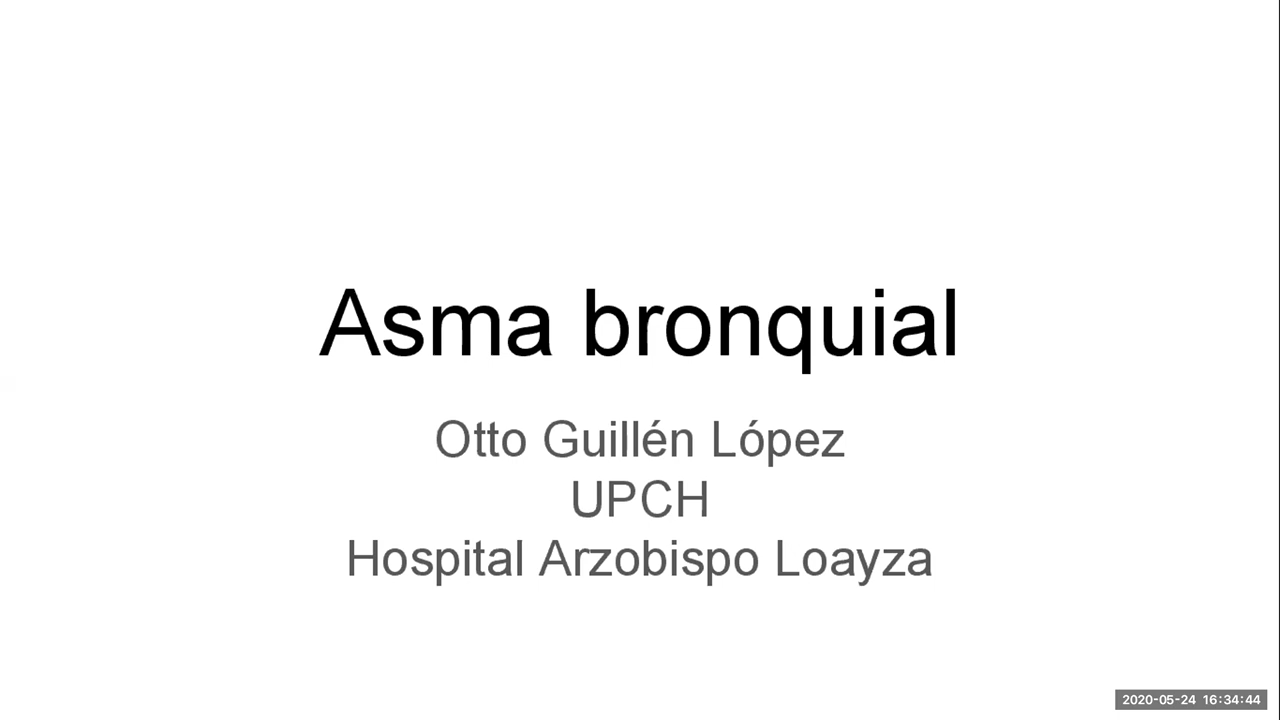 Asma bronquial
Otto Guillén López
UPCH
Hospital Arzobispo Loayza
2020-05-24 16:34:44